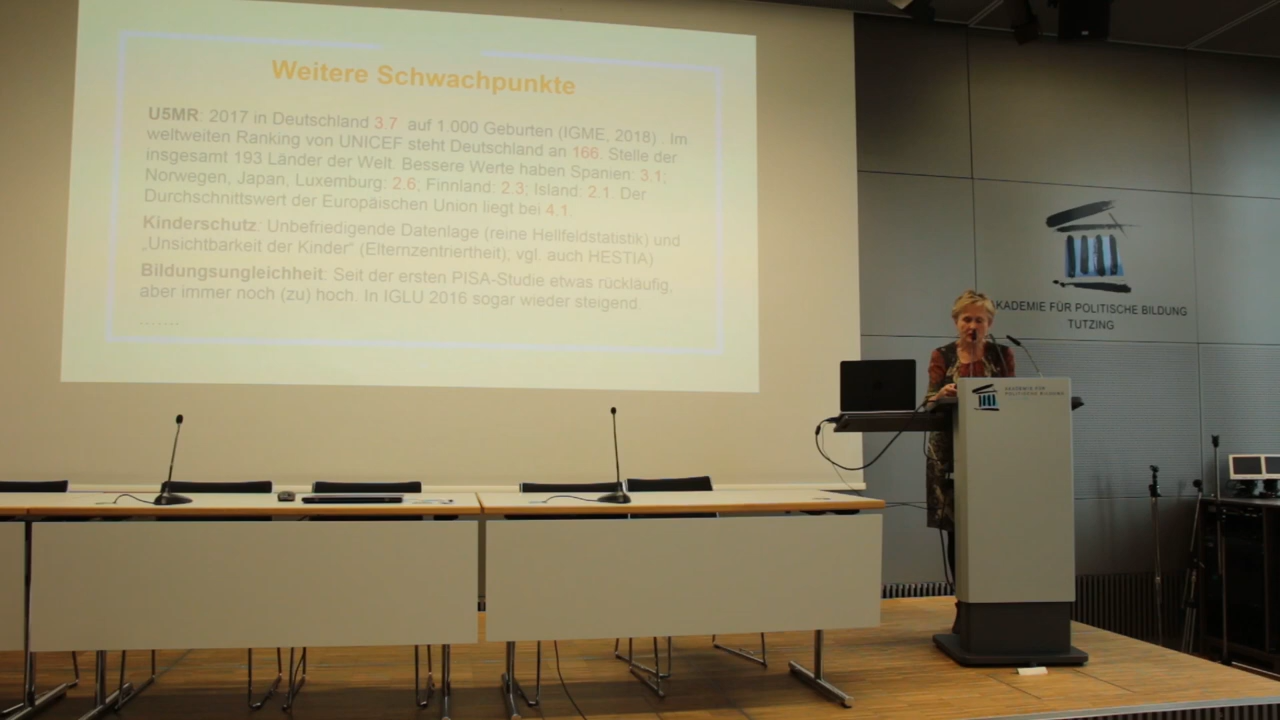 Weitere Schwachpunkte
U5MR: 2017 in Deutschland 3.7 auf 1.000 Geburten (IGME, 2018) . Im
weltweiten Ranking von UNICEF steht Deutschland an 166. Stelle der
insgesamt 193 Länder der Welt. Bessere Werte haben Spanien: 3.1;
Norwegen, Japan, Luxemburg: 2.6; Finnland: 2.3; Island: 2.1. Der
Durchschnittswert der Europäischen Union liegt bei 4.1.
Kinderschutz: Unbefriedigende Datenlage (reine Hellfeldstatistik) und
„Unsichtbarkeit der Kinder“ (Elternzentriertheit); vgl. auch HESTIA)
Bildungsungleichheit: Seit der ersten PISA-Studie etwas rückläufig,
aber immer noch (zu) hoch. In IGLU 2016 sogar wieder steigend.
.......
AKADEMIE FÜR POLITISCHE BILDUNG
TUTZING
AKADEMIE FÜR
POLITISCHE BILDUNG